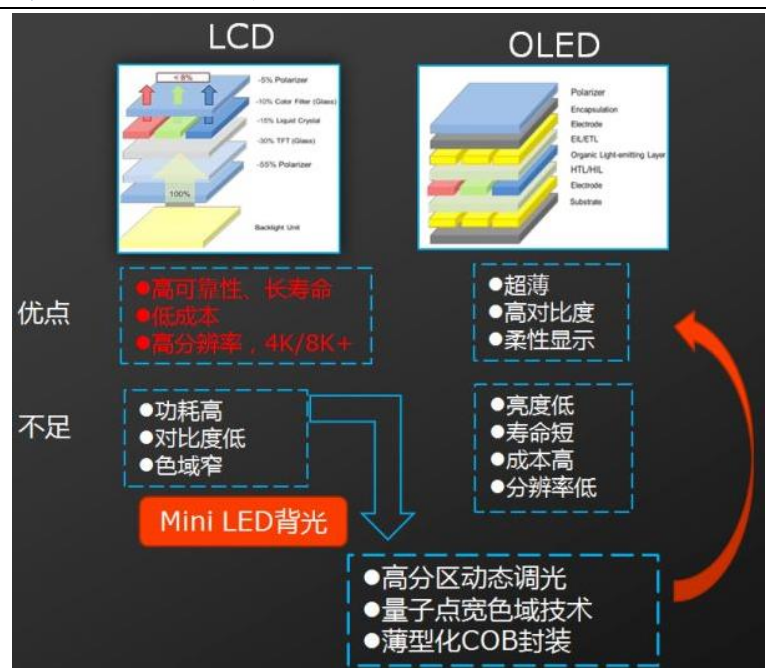 LCD
OLED
<8%
-5% Polarizer
-10% Color Filter (Glass)
-15% Liquid Crystal
-30% TFT (Glass)
-55% Polarizer
100%
Backlight Unit
Polarizer
Encapsulation
Electrode
EIL/ETL
Organic Light-emitting Layer
HTL/HIL
Electrode
Substrate
优点
●高可靠性、长寿命
●低成本
●高分辨率，4K/8K+
●超薄
●高对比度
●柔性显示
不足
●功耗高
●对比度低
●色域窄
●亮度低
●寿命短
●成本高
●分辨率低
Mini LED背光
●高分区动态调光
●量子点宽色域技术
●薄型化COB封装